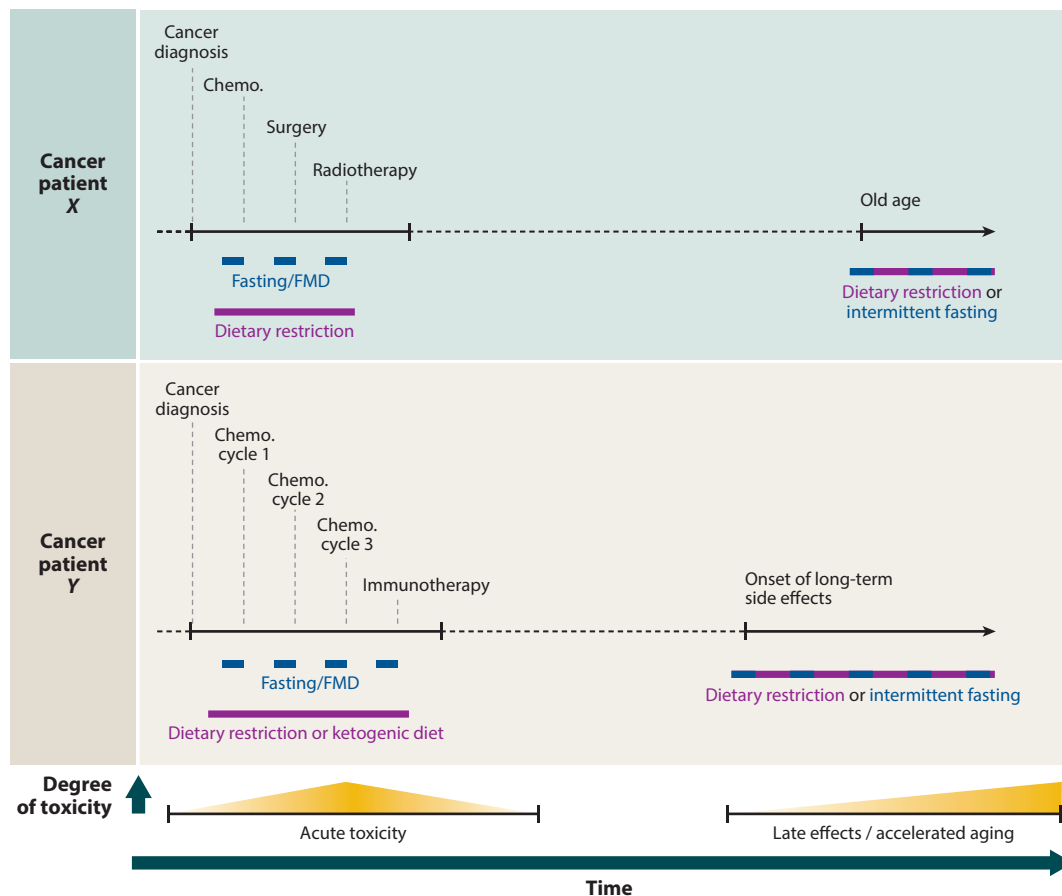 Cancer
patient
X
Cancer
diagnosis
Chemo.
Surgery
Radiotherapy
Old age
Fasting/FMD
Dietary restriction
Dietary restriction or
intermittent fasting
Cancer
patient
Y
Cancer
diagnosis
Chemo.
cycle 1
Chemo.
cycle 2
Chemo.
cycle 3
Immunotherapy
Onset of long-term
side effects
Fasting/FMD
Dietary restriction or ketogenic diet
Dietary restriction or intermittent fasting
Degree
of toxicity
Acute toxicity
Late effects / accelerated aging
Time